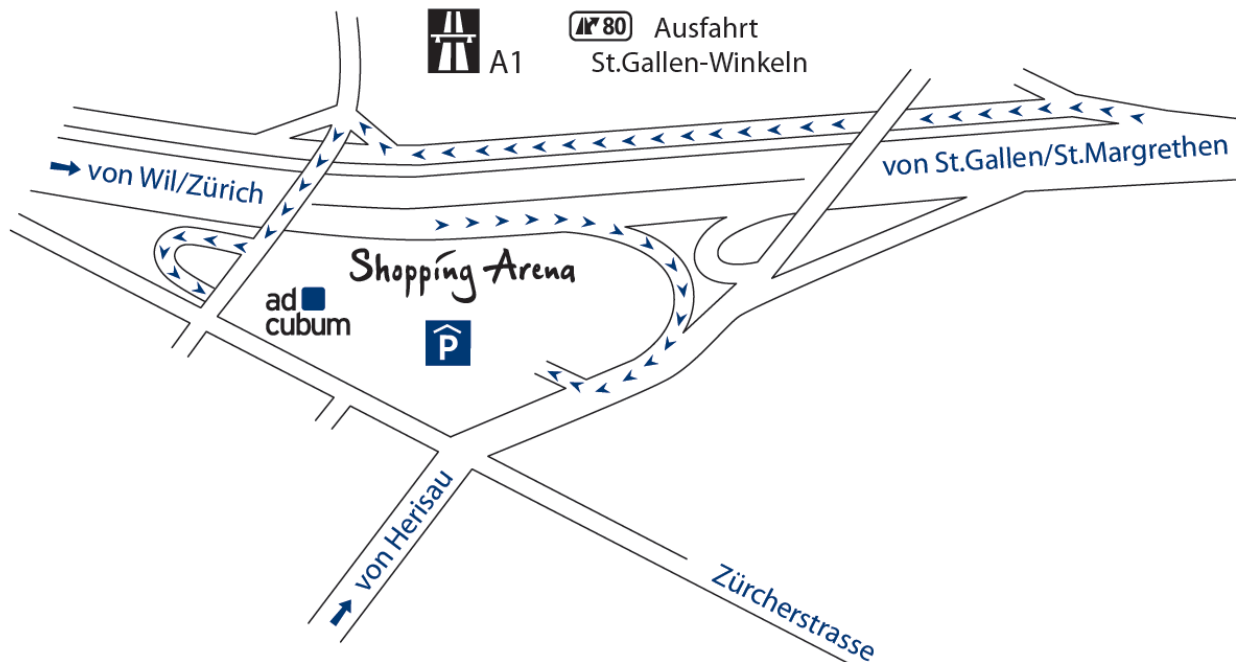 80 Ausfahrt
A1 St.Gallen-Winkeln
von St.Gallen/St.Margrethen
von Wil/Zürich
Shopping Arena
ad
cubum
P
von Herisau
Zürcherstrasse